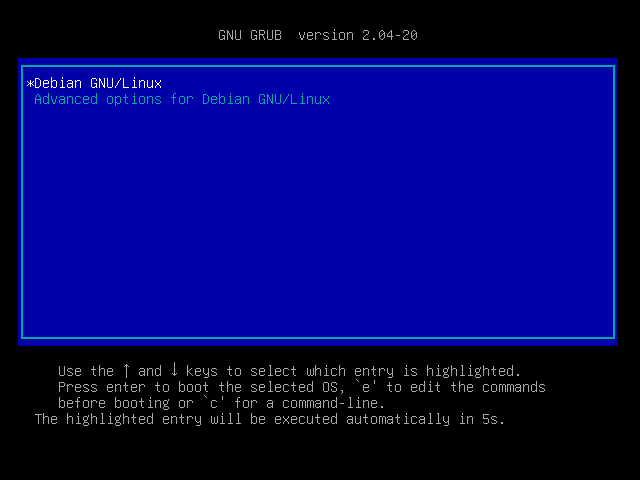 GNU GRUB  version 2.04-20
*Debian GNU/Linux
Advanced options for Debian GNU/Linux
Use the ↑ and ↓ keys to select which entry is highlighted.
Press enter to boot the selected OS, `e' to edit the commands
before booting or `c' for a command-line.
The highlighted entry will be executed automatically in 5s.